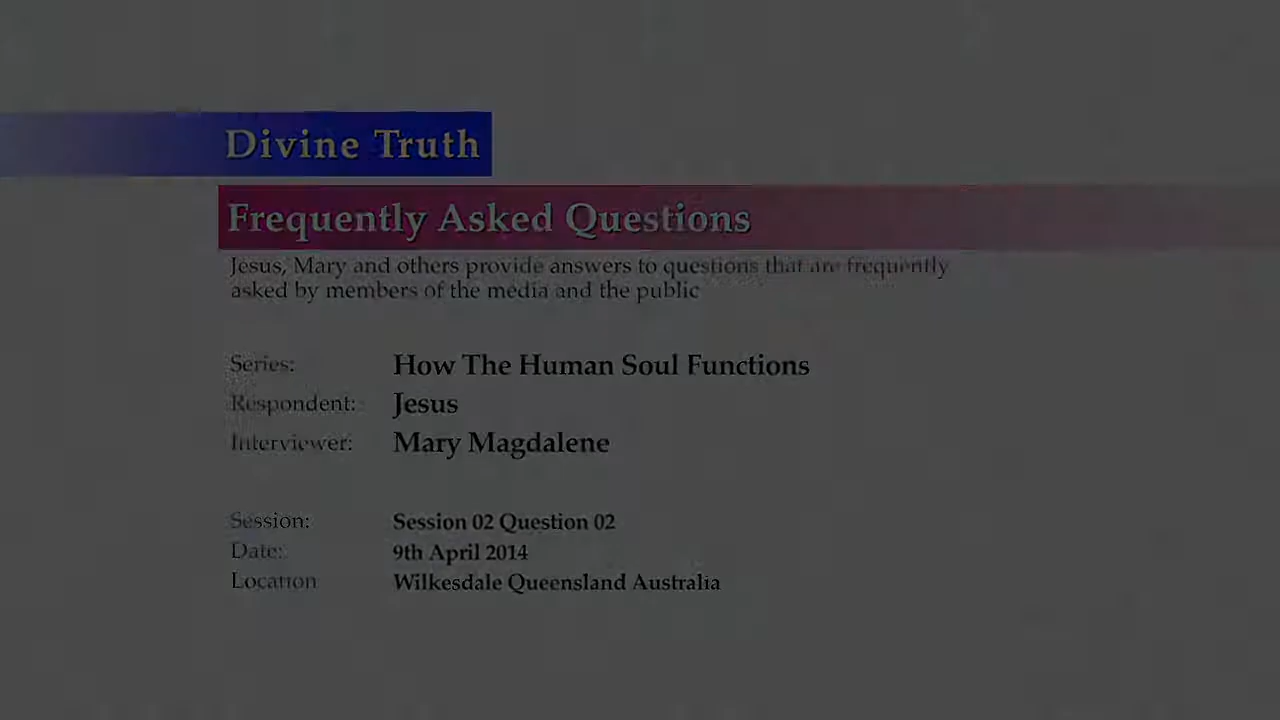 Divine Truth
Frequently Asked Questions
Jesus, Mary and others provide answers to questions that are frequently
asked by members of the media and the public
Series: How The Human Soul Functions
Respondent: Jesus
Interviewer: Mary Magdalene
Session: Session 02 Question 02
Date: 9th April 2014
Location Wilkesdale Queensland Australia